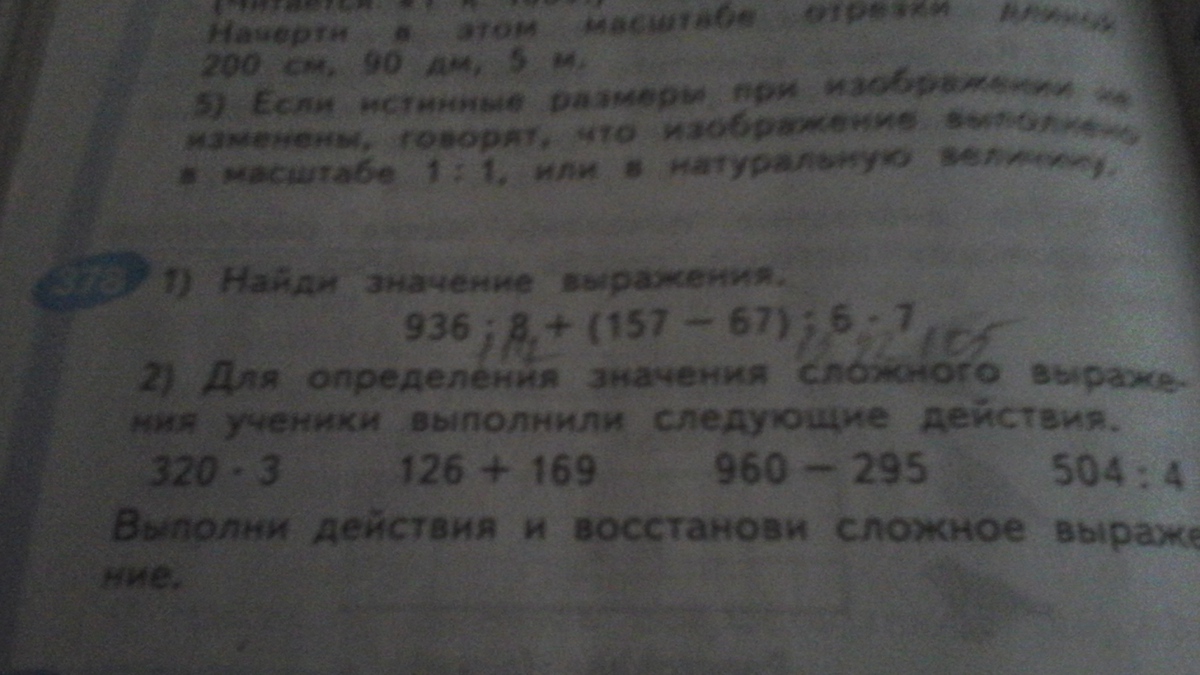 (Читается «1 к
Начерти в этом масштабе отрезки длиной
200 см, 90 дм, 5 м.
5) Если истинные размеры при изображении не
изменены, говорят, что изображение выполнено
в масштабе 1 : 1, или в натуральную величину.
378 1) Найди значение выражения.
936 : 8 + (157 − 67) : 6 · 7
2) Для определения значения сложного выраже-
ния ученики выполнили следующие действия.
320 · 3 126 + 169 960 − 295 504 : 4
Выполни действия и восстанови сложное выраже
ние.